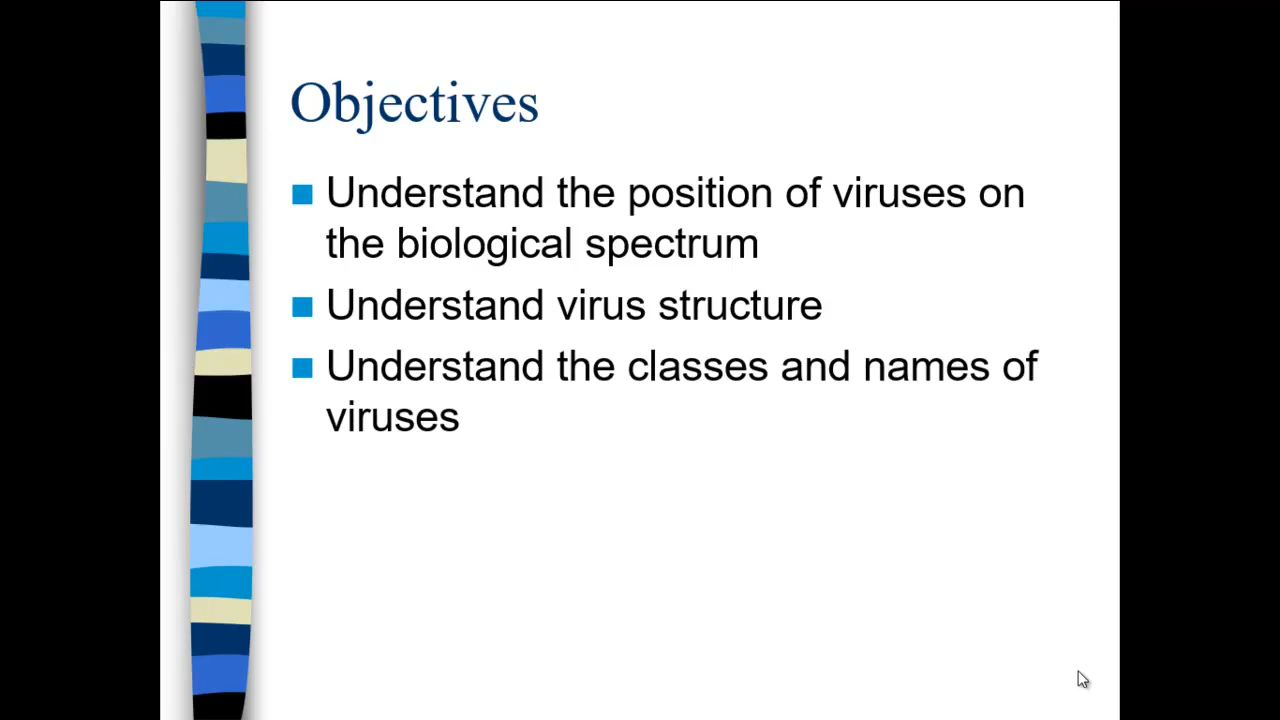 Objectives
Understand the position of viruses on
the biological spectrum
Understand virus structure
Understand the classes and names of
viruses